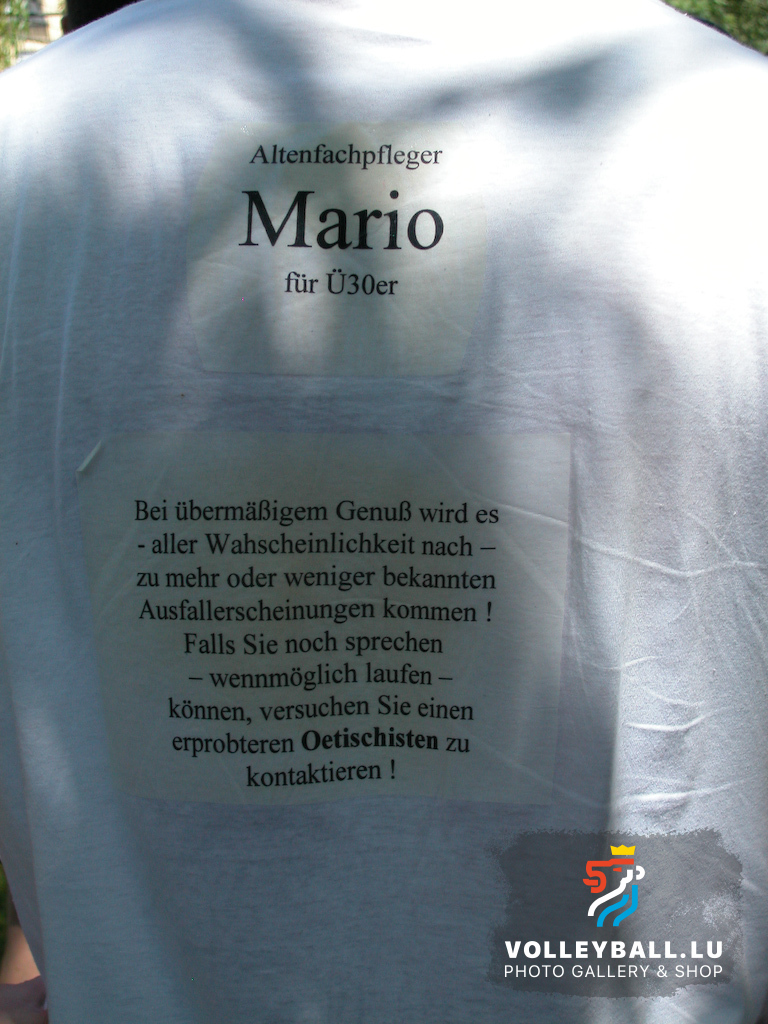 Altenfachpfleger
Mario
für Ü30er
Bei übermäßigem Genuß wird es
- aller Wahscheinlichkeit nach –
zu mehr oder weniger bekannten
Ausfallerscheinungen kommen !
Falls Sie noch sprechen
– wennmöglich laufen –
können, versuchen Sie einen
erprobteren Oetischisten zu
kontaktieren !
VOLLEYBALL.LU
PHOTO GALLERY & SHOP